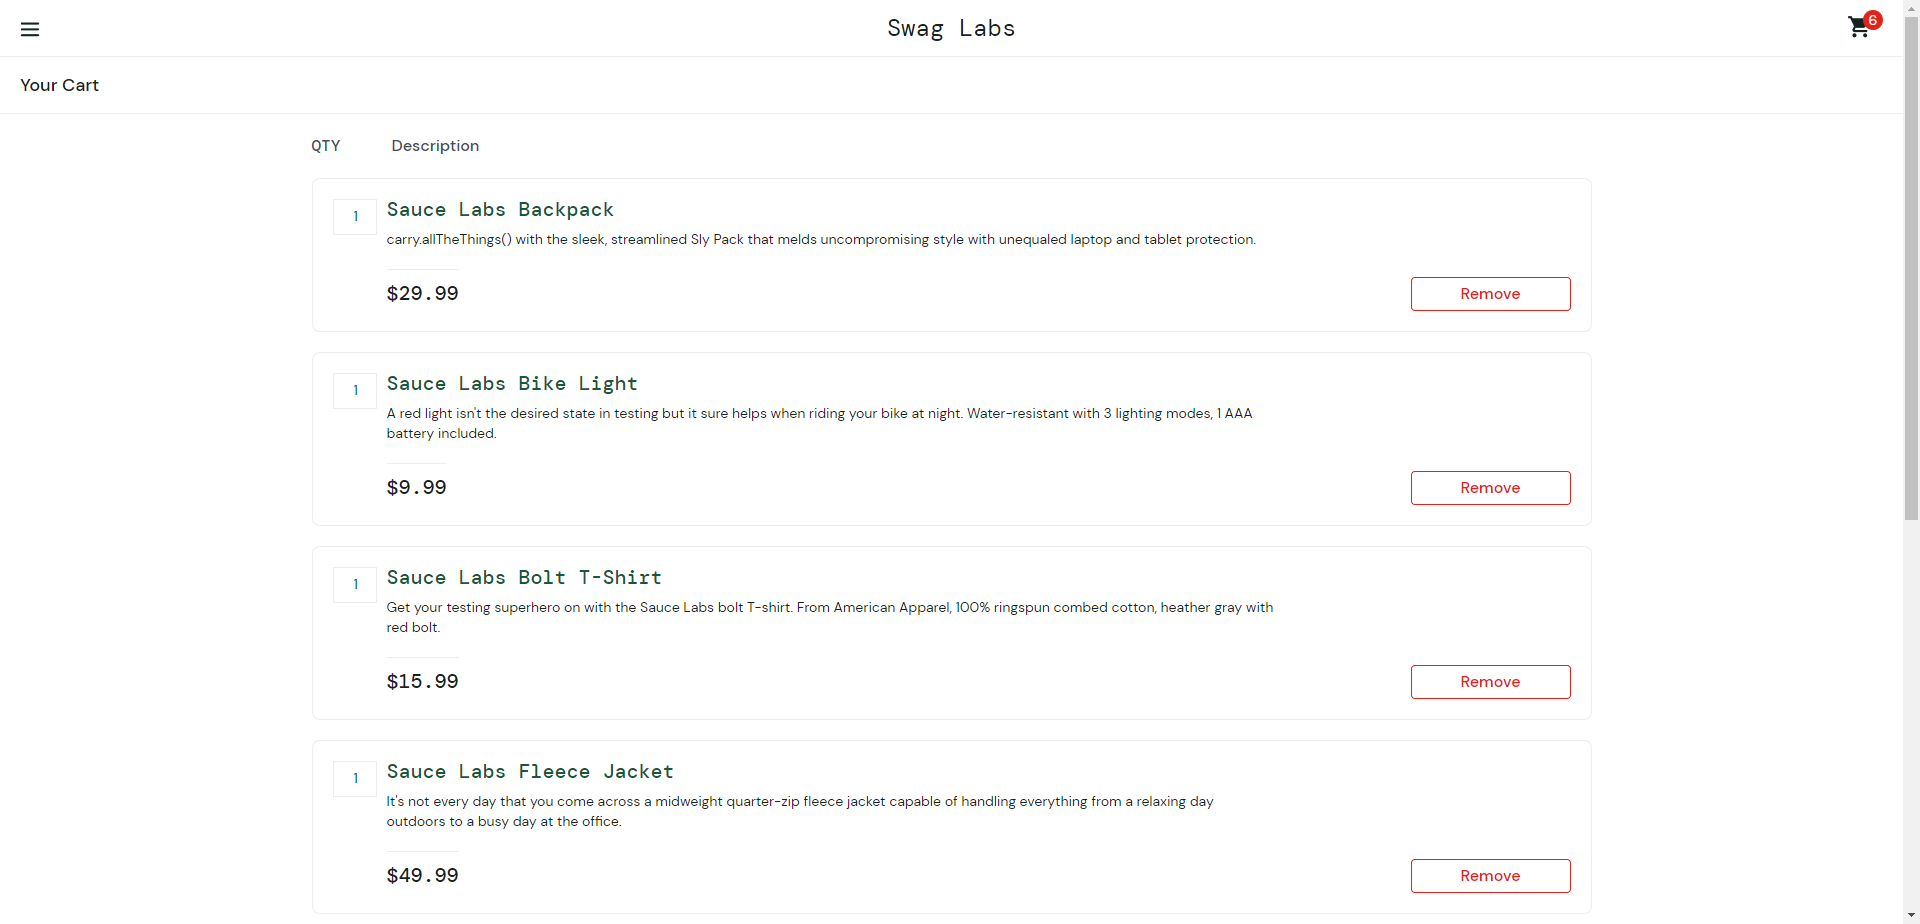 Swag Labs
6
Your Cart
QTY Description
1 Sauce Labs Backpack
carry.allTheThings() with the sleek, streamlined Sly Pack that melds uncompromising style with unequaled laptop and tablet protection.
$29.99 Remove
1 Sauce Labs Bike Light
A red light isn't the desired state in testing but it sure helps when riding your bike at night. Water-resistant with 3 lighting modes, 1 AAA
battery included.
$9.99 Remove
1 Sauce Labs Bolt T-Shirt
Get your testing superhero on with the Sauce Labs bolt T-shirt. From American Apparel, 100% ringspun combed cotton, heather gray with
red bolt.
$15.99 Remove
1 Sauce Labs Fleece Jacket
It's not every day that you come across a midweight quarter-zip fleece jacket capable of handling everything from a relaxing day
outdoors to a busy day at the office.
$49.99 Remove